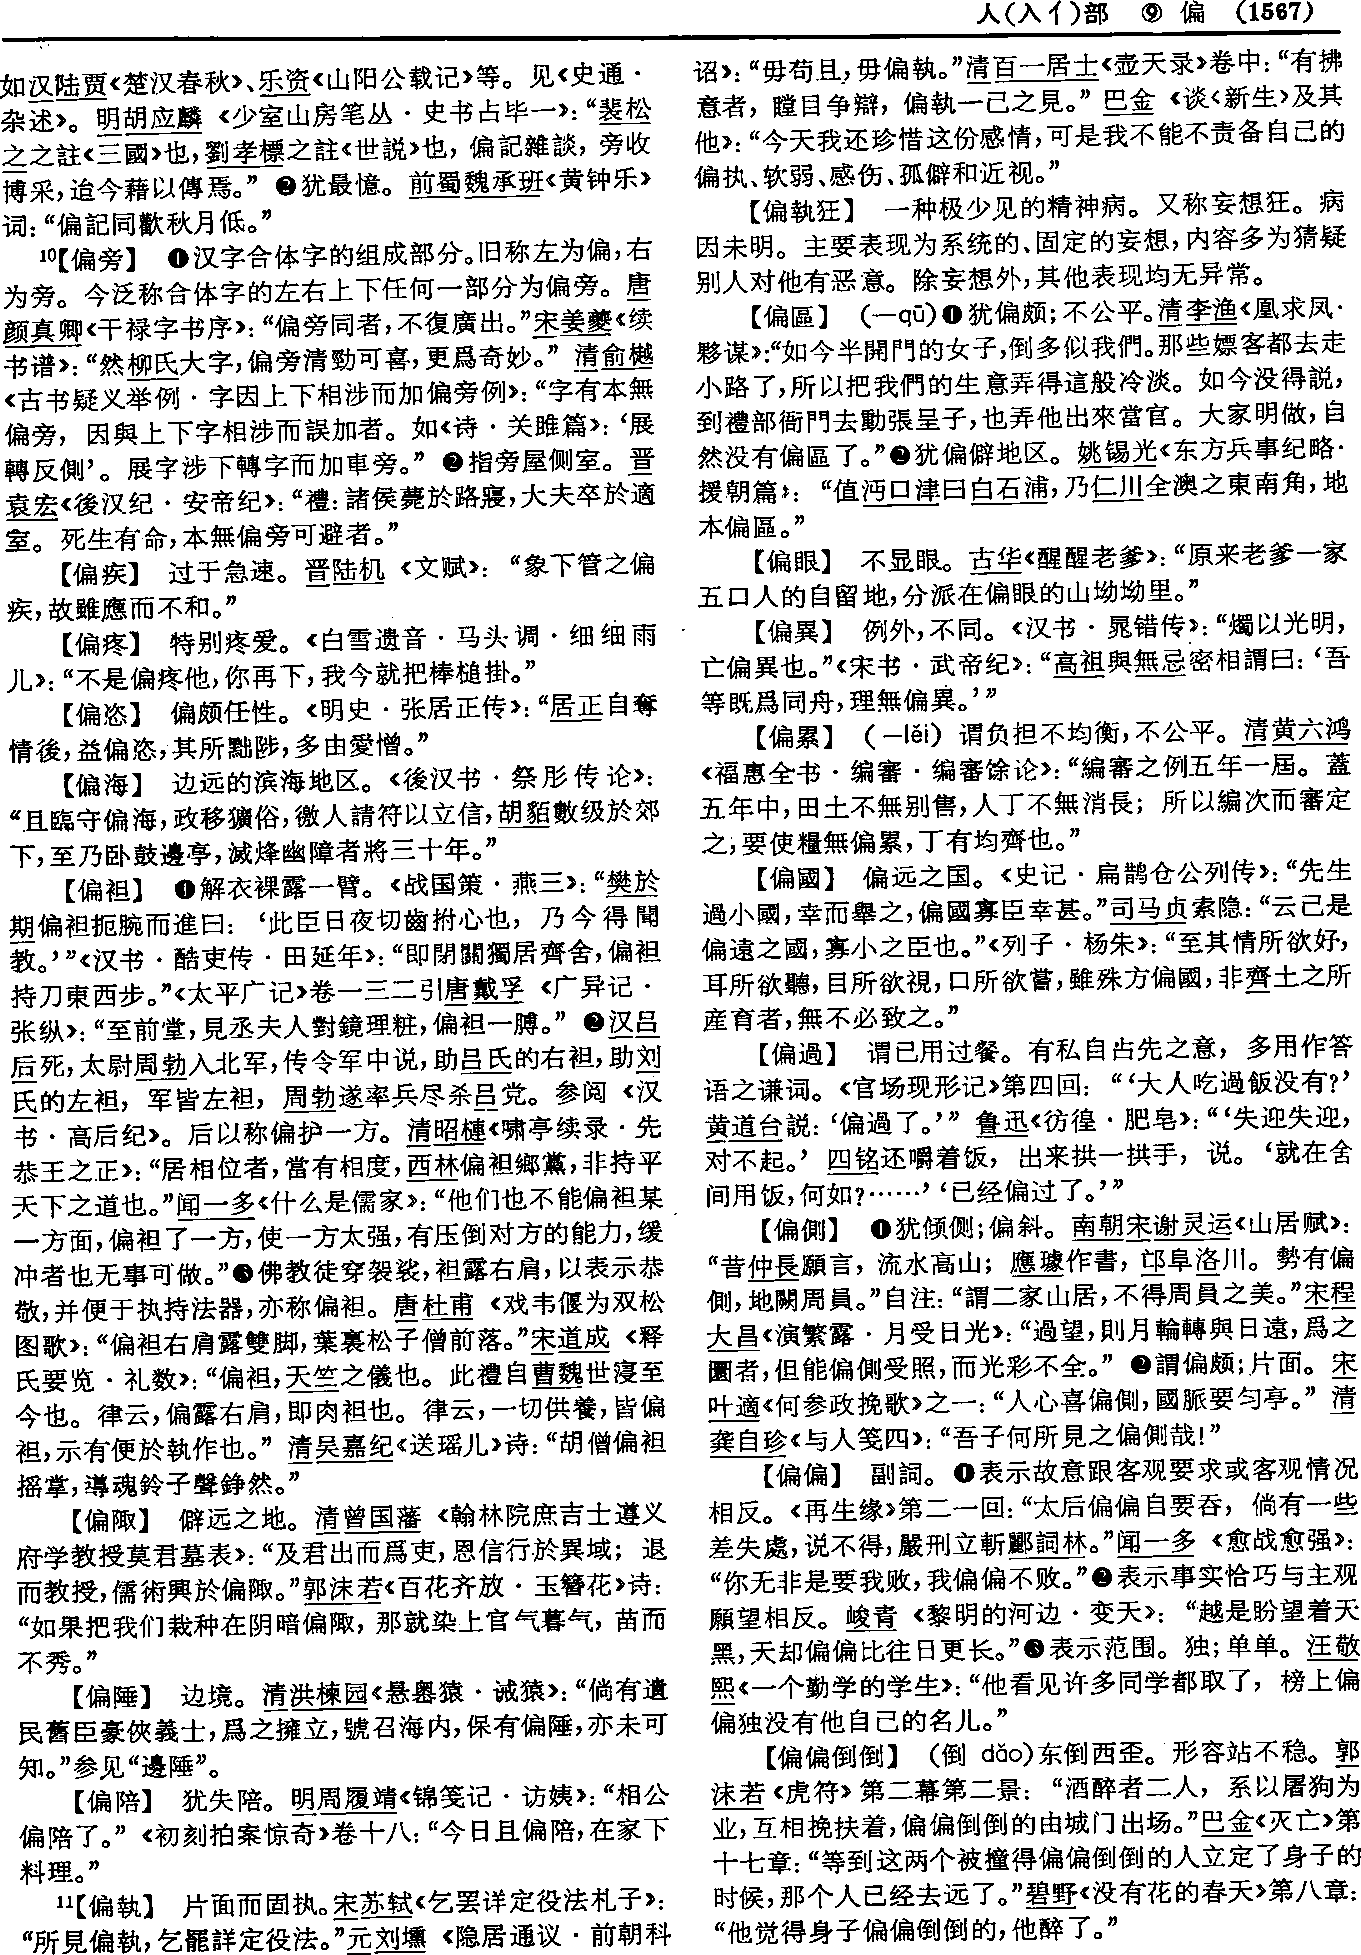 人(入亻)部　⑨　偏　(1567)
如汉陆贾《楚汉春秋》、乐资《山阳公载记》等。见《史通·
杂述》。明胡应麟《少室山房笔丛·史书占毕一》：“裴松
之之註《三國》也，劉孝標之註《世説》也，偏記雜談，旁收
博采，迨今藉以傳焉。”❷犹最憶。前蜀魏承班《黄钟乐》
词：“偏記同歡秋月低。”
10【偏旁】　❶汉字合体字的组成部分。旧称左为偏，右
为旁。今泛称合体字的左右上下任何一部分为偏旁。唐
颜真卿《干禄字书序》：“偏旁同者，不復廣出。”宋姜夔《续
书谱》：“然柳氏大字，偏旁清勁可喜，更爲奇妙。”清俞樾
《古书疑义举例·字因上下相涉而加偏旁例》：“字有本無
偏旁，因與上下字相涉而誤加者。如《诗·关雎篇》：‘展
轉反側’。展字涉下轉字而加車旁。”❷指旁屋侧室。晋
袁宏《後汉纪·安帝纪》：“禮：諸侯薨於路寢，大夫卒於適
室。死生有命，本無偏旁可避者。”
【偏疾】　过于急速。晋陆机《文赋》：“象下管之偏
疾，故雖應而不和。”
【偏疼】　特别疼爱。《白雪遗音·马头调·细细雨
儿》：“不是偏疼他，你再下，我今就把棒槌掛。”
【偏恣】　偏颇任性。《明史·张居正传》：“居正自奪
情後，益偏恣，其所黜陟，多由愛憎。”
【偏海】　边远的滨海地区。《後汉书·祭肜传论》：
“且臨守偏海，政移獷俗，徼人請符以立信，胡貊數级於郊
下，至乃卧鼓邊亭，滅烽幽障者將三十年。”
【偏袒】　❶解衣裸露一臂。《战国策·燕三》：“樊於
期偏袒扼腕而進曰：‘此臣日夜切齒拊心也，乃今得聞
教。’”《汉书·酷吏传·田延年》：“即閉閤獨居齊舍，偏袒
持刀東西步。”《太平广记》卷一三二引唐戴孚《广异记·
张纵》：“至前堂，見丞夫人對鏡理粧，偏袒一膊。”❷汉吕
后死，太尉周勃入北军，传令军中说，助吕氏的右袒，助刘
氏的左袒，军皆左袒，周勃遂率兵尽杀吕党。参阅《汉
书·高后纪》。后以称偏护一方。清昭槤《啸亭续录·先
恭王之正》：“居相位者，當有相度，西林偏袒鄉黨，非持平
天下之道也。”闻一多《什么是儒家》：“他们也不能偏袒某
一方面，偏袒了一方，使一方太强，有压倒对方的能力，缓
冲者也无事可做。”❸佛教徒穿袈裟，袒露右肩，以表示恭
敬，并便于执持法器，亦称偏袒。唐杜甫《戏韦偃为双松
图歌》：“偏袒右肩露雙脚，葉裏松子僧前落。”宋道成《释
氏要览·礼数》：“偏袒，天竺之儀也。此禮自曹魏世寖至
今也。律云，偏露右肩，即肉袒也。律云，一切供養，皆偏
袒，示有便於執作也。”清吴嘉纪《送瑶儿》诗：“胡僧偏袒
摇掌，導魂鈴子聲錚然。”
【偏陬】　僻远之地。清曾国藩《翰林院庶吉士遵义
府学教授莫君墓表》：“及君出而爲吏，恩信行於異域；退
而教授，儒術興於偏陬。”郭沫若《百花齐放·玉簪花》诗：
“如果把我们栽种在阴暗偏陬，那就染上官气暮气，苗而
不秀。”
【偏陲】　边境。清洪楝园《悬嶴猿·诚猿》：“倘有遺
民舊臣豪俠義士，爲之擁立，號召海内，保有偏陲，亦未可
知。”参见“邊陲”。
【偏陪】　犹失陪。明周履靖《锦笺记·访姨》：“相公
偏陪了。”《初刻拍案惊奇》卷十八：“今日且偏陪，在家下
料理。”
11【偏執】　片面而固执。宋苏轼《乞罢详定役法札子》：
“所見偏執，乞罷詳定役法。”元刘壎《隐居通议·前朝科
诏》：“毋苟且，毋偏執。”清百一居士《壶天录》卷中：“有拂
意者，瞠目争辯，偏執一己之見。”巴金《谈〈新生〉及其
他》：“今天我还珍惜这份感情，可是我不能不责备自己的
偏执、软弱、感伤、孤僻和近视。”
【偏執狂】　一种极少见的精神病。又称妄想狂。病
因未明。主要表现为系统的、固定的妄想，内容多为猜疑
别人对他有恶意。除妄想外，其他表现均无异常。
【偏區】　（—qū）❶犹偏颇；不公平。清李渔《凰求凤·
夥谋》：“如今半開門的女子，倒多似我們。那些嫖客都去走
小路了，所以把我們的生意弄得這般冷淡。如今没得説，
到禮部衙門去動張呈子，也弄他出來當官。大家明做，自
然没有偏區了。”❷犹偏僻地区。姚锡光《东方兵事纪略·
援朝篇》：“值沔口津曰白石浦，乃仁川全澳之東南角，地
本偏區。”
【偏眼】　不显眼。古华《醒醒老爹》：“原来老爹一家
五口人的自留地，分派在偏眼的山坳坳里。”
【偏異】　例外，不同。《汉书·晁错传》：“燭以光明，
亡偏異也。”《宋书·武帝纪》：“高祖與無忌密相謂曰：‘吾
等既爲同舟，理無偏異。’”
【偏累】　（—lěi）谓负担不均衡，不公平。清黄六鸿
《福惠全书·编審·编審馀论》：“編審之例五年一屆。蓋
五年中，田土不無别售，人丁不無消長；所以编次而審定
之，要使糧無偏累，丁有均齊也。”
【偏國】　偏远之国。《史记·扁鹊仓公列传》：“先生
過小國，幸而舉之，偏國寡臣幸甚。”司马贞索隐：“云己是
偏遠之國，寡小之臣也。”《列子·杨朱》：“至其情所欲好，
耳所欲聽，目所欲視，口所欲嘗，雖殊方偏國，非齊土之所
産育者，無不必致之。”
【偏過】　谓已用过餐。有私自占先之意，多用作答
语之谦词。《官场现形记》第四回：“‘大人吃過飯没有？’
黄道台説：‘偏過了。’”鲁迅《彷徨·肥皂》：“‘失迎失迎，
对不起。’四铭还嚼着饭，出来拱一拱手，说。‘就在舍
间用饭，何如？……’‘已经偏过了。’”
【偏側】　❶犹倾侧；偏斜。南朝宋谢灵运《山居赋》：
“昔仲長願言，流水高山；應璩作書，邙阜洛川。勢有偏
側，地闕周員。”自注：“謂二家山居，不得周員之美。”宋程
大昌《演繁露·月受日光》：“過望，則月輪轉與日遠，爲之
圜者，但能偏側受照，而光彩不全。”❷謂偏颇；片面。宋
叶適《何参政挽歌》之一：“人心喜偏側，國脈要匀亭。”清
龚自珍《与人笺四》：“吾子何所見之偏側哉！”
【偏偏】　副詞。❶表示故意跟客观要求或客观情况
相反。《再生缘》第二一回：“太后偏偏自要吞，倘有一些
差失處，说不得，嚴刑立斬酈詞林。”闻一多《愈战愈强》：
“你无非是要我败，我偏偏不败。”❷表示事实恰巧与主观
願望相反。峻青《黎明的河边·变天》：“越是盼望着天
黑，天却偏偏比往日更长。”❸表示范围。独；单单。汪敬
熙《一个勤学的学生》：“他看见许多同学都取了，榜上偏
偏独没有他自己的名儿。”
【偏偏倒倒】　（倒dǎo）东倒西歪。形容站不稳。郭
沫若《虎符》第二幕第二景：“酒醉者二人，系以屠狗为
业，互相挽扶着，偏偏倒倒的由城门出场。”巴金《灭亡》第
十七章：“等到这两个被撞得偏偏倒倒的人立定了身子的
时候，那个人已经去远了。”碧野《没有花的春天》第八章：
“他觉得身子偏偏倒倒的，他醉了。”